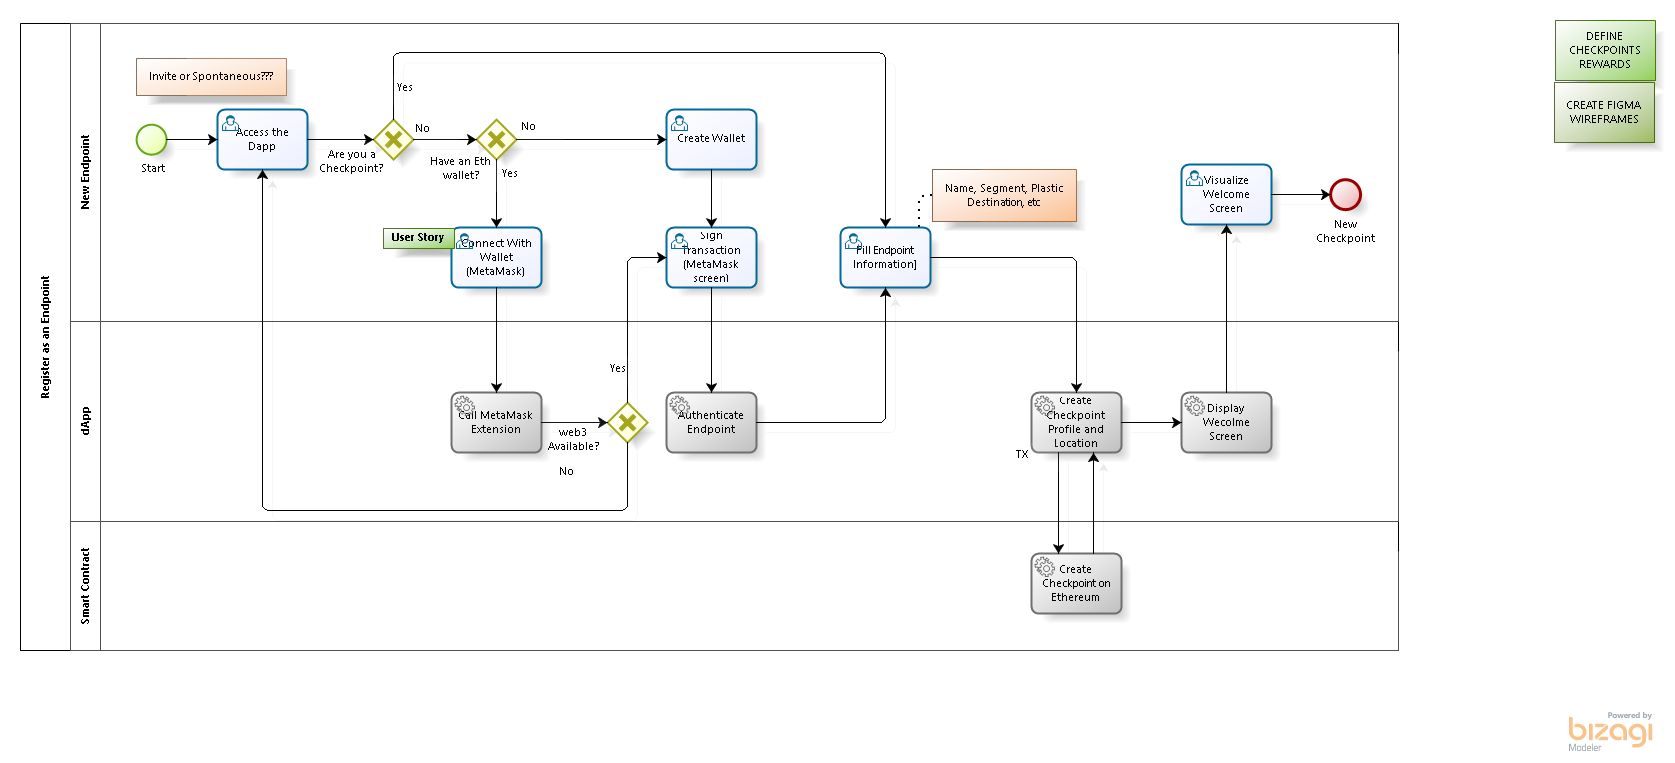 Register as an Endpoint
New Endpoint
Invite or Spontaneous???
Start
Access the
Dapp
Are you a
Checkpoint?
Yes
No
Have an Eth
wallet?
No
Yes
Create Wallet
User Story
Connect With
Wallet
(MetaMask)
Sign
Transaction
(MetaMask
screen)
Fill Endpoint
Information]
Name, Segment, Plastic
Destination, etc
Visualize
Welcome
Screen
New
Checkpoint
dApp
Call MetaMask
Extension
web3
Available?
Yes
No
Authenticate
Endpoint
Create
Checkpoint
Profile and
Location
TX
Display
Wecolme
Screen
Smart Contract
Create
Checkpoint on
Ethereum
DEFINE
CHECKPOINTS
REWARDS
CREATE FIGMA
WIREFRAMES
Powered by
bizagi
Modeler